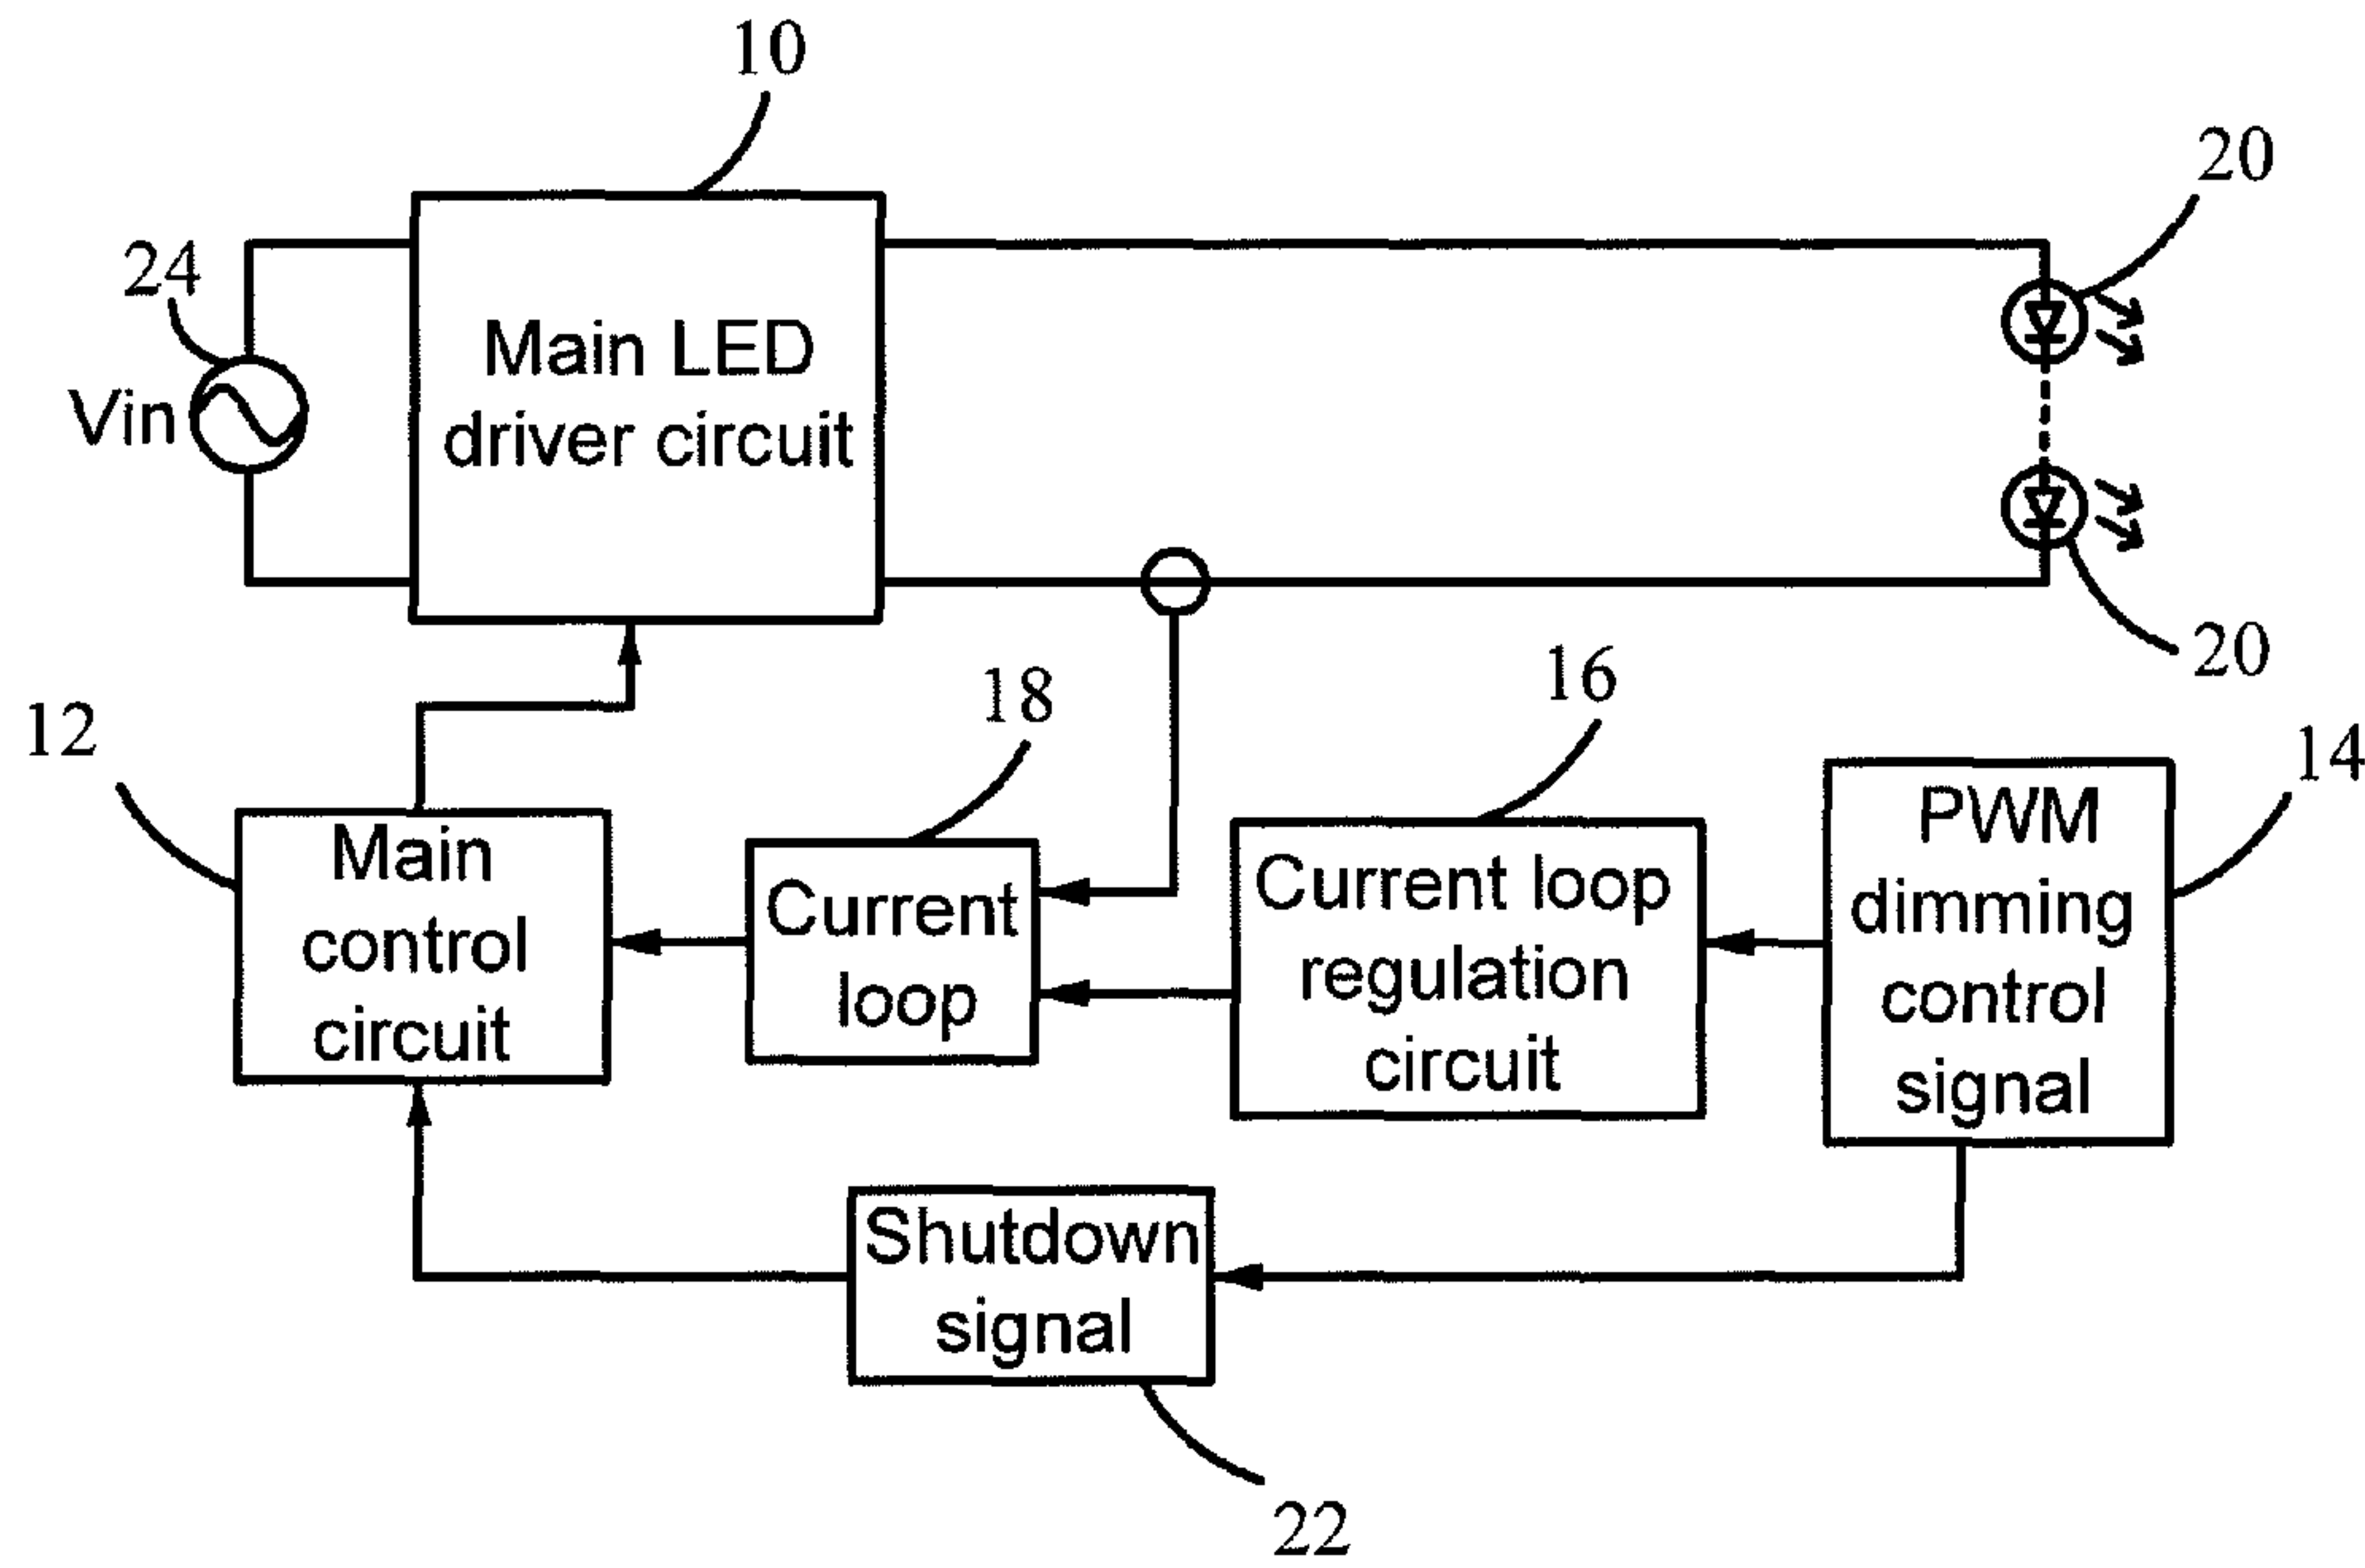 10
20
24
Main LED
driver circuit
Vin
20
16
18
12
14
PWM
dimming
control
signal
Main
control
circuit
Current
loop
Current loop
regulation
circuit
Shutdown
signal
22